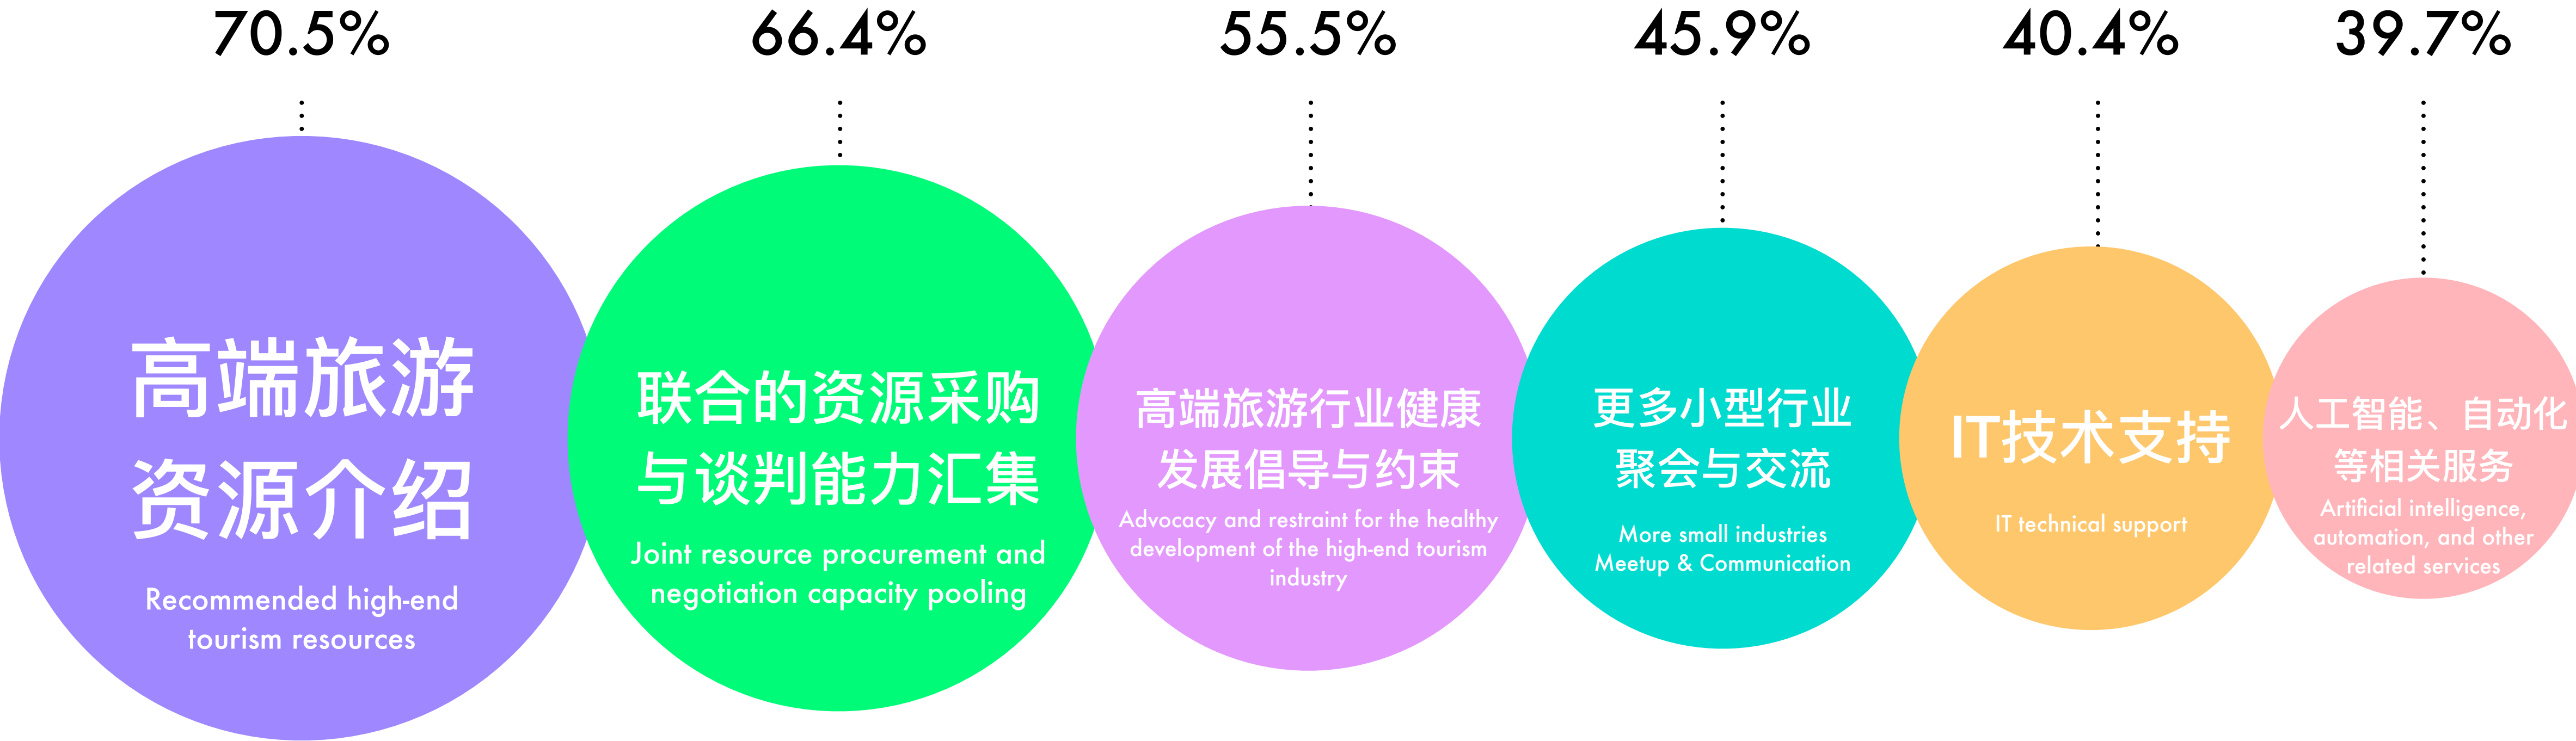 70.5%
66.4%
55.5%
45.9%
40.4%
39.7%
高端旅游
资源介绍
Recommended high-end
tourism resources
联合的资源采购
与谈判能力汇集
Joint resource procurement and
negotiation capacity pooling
高端旅游行业健康
发展倡导与约束
Advocacy and restraint for the healthy
development of the high-end tourism
industry
更多小型行业
聚会与交流
More small industries
Meetup & Communication
IT技术支持
IT technical support
人工智能、自动化
等相关服务
Artificial intelligence,
automation, and other
related services